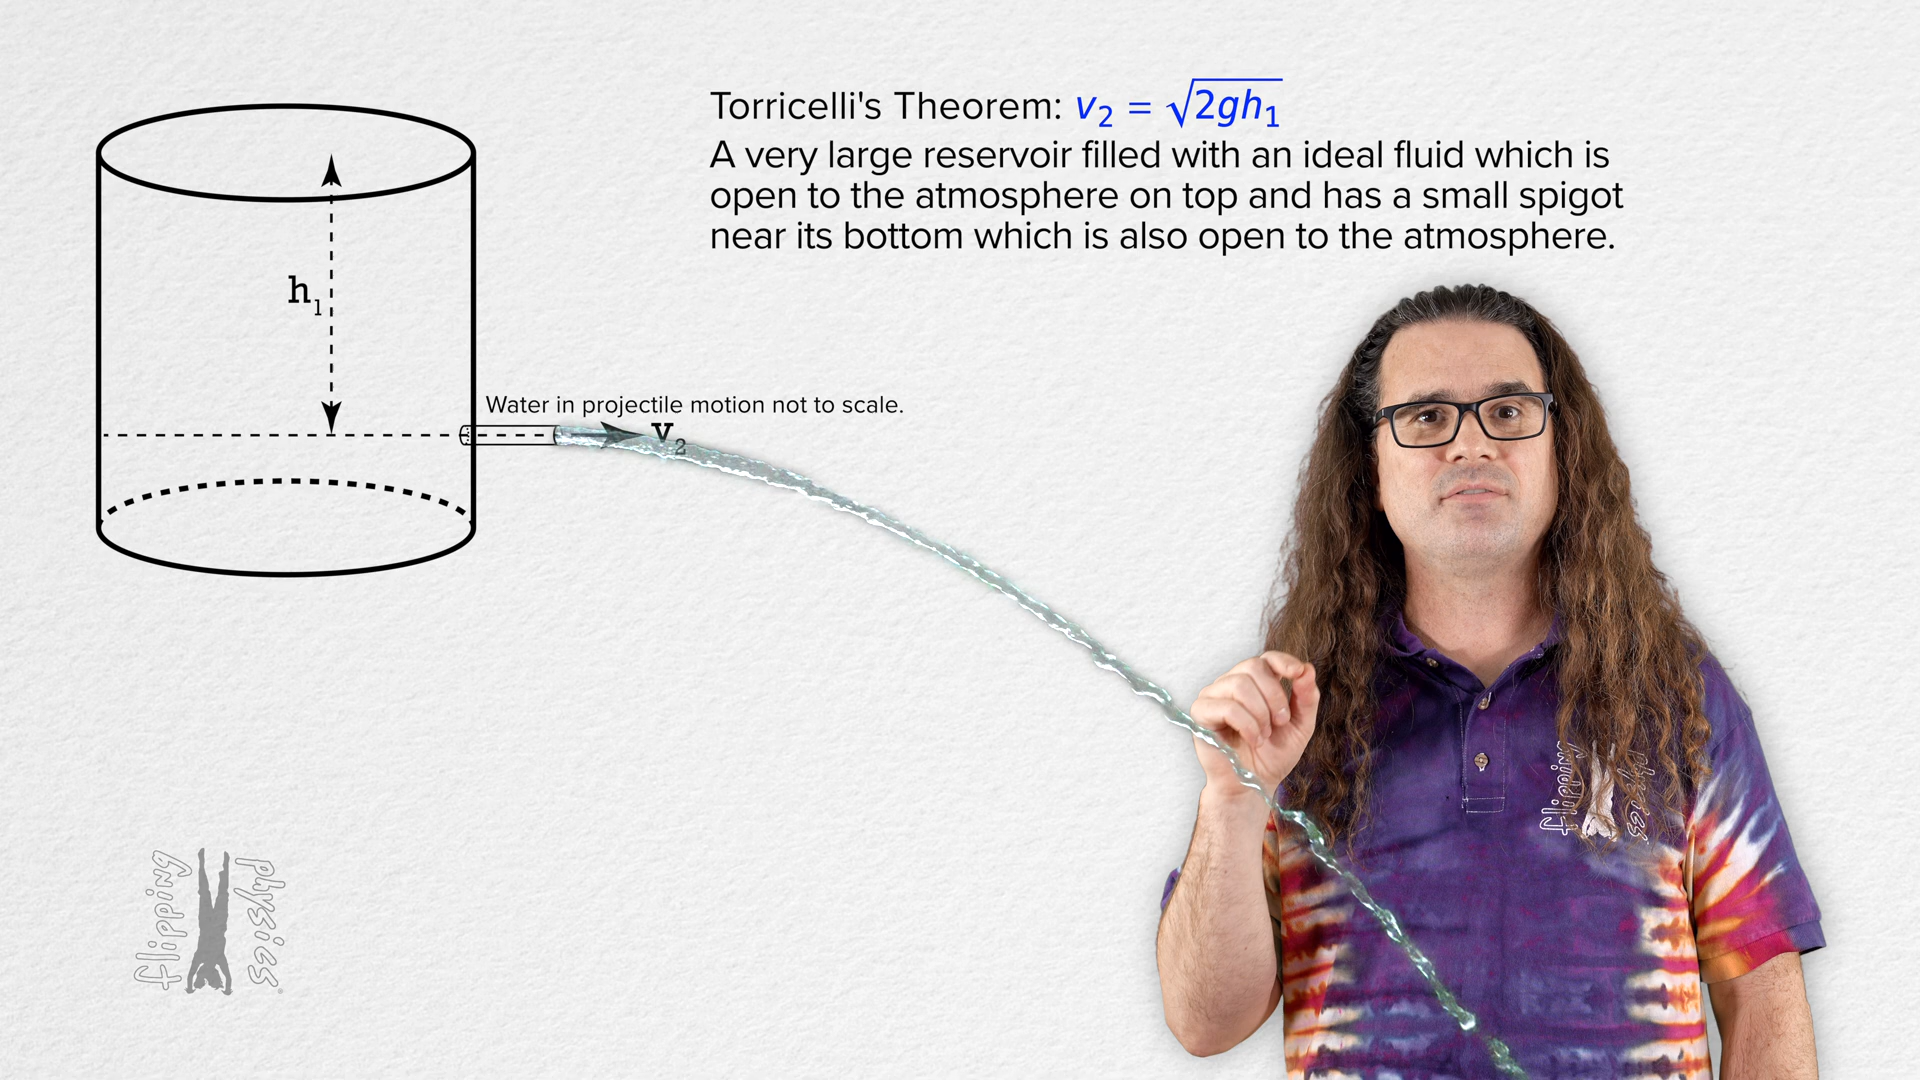 Torricelli's Theorem: v₂ = √2gh₁
A very large reservoir filled with an ideal fluid which is
open to the atmosphere on top and has a small spigot
near its bottom which is also open to the atmosphere.
h₁
Water in projectile motion not to scale.
v₂
flipping physics
flipping physics